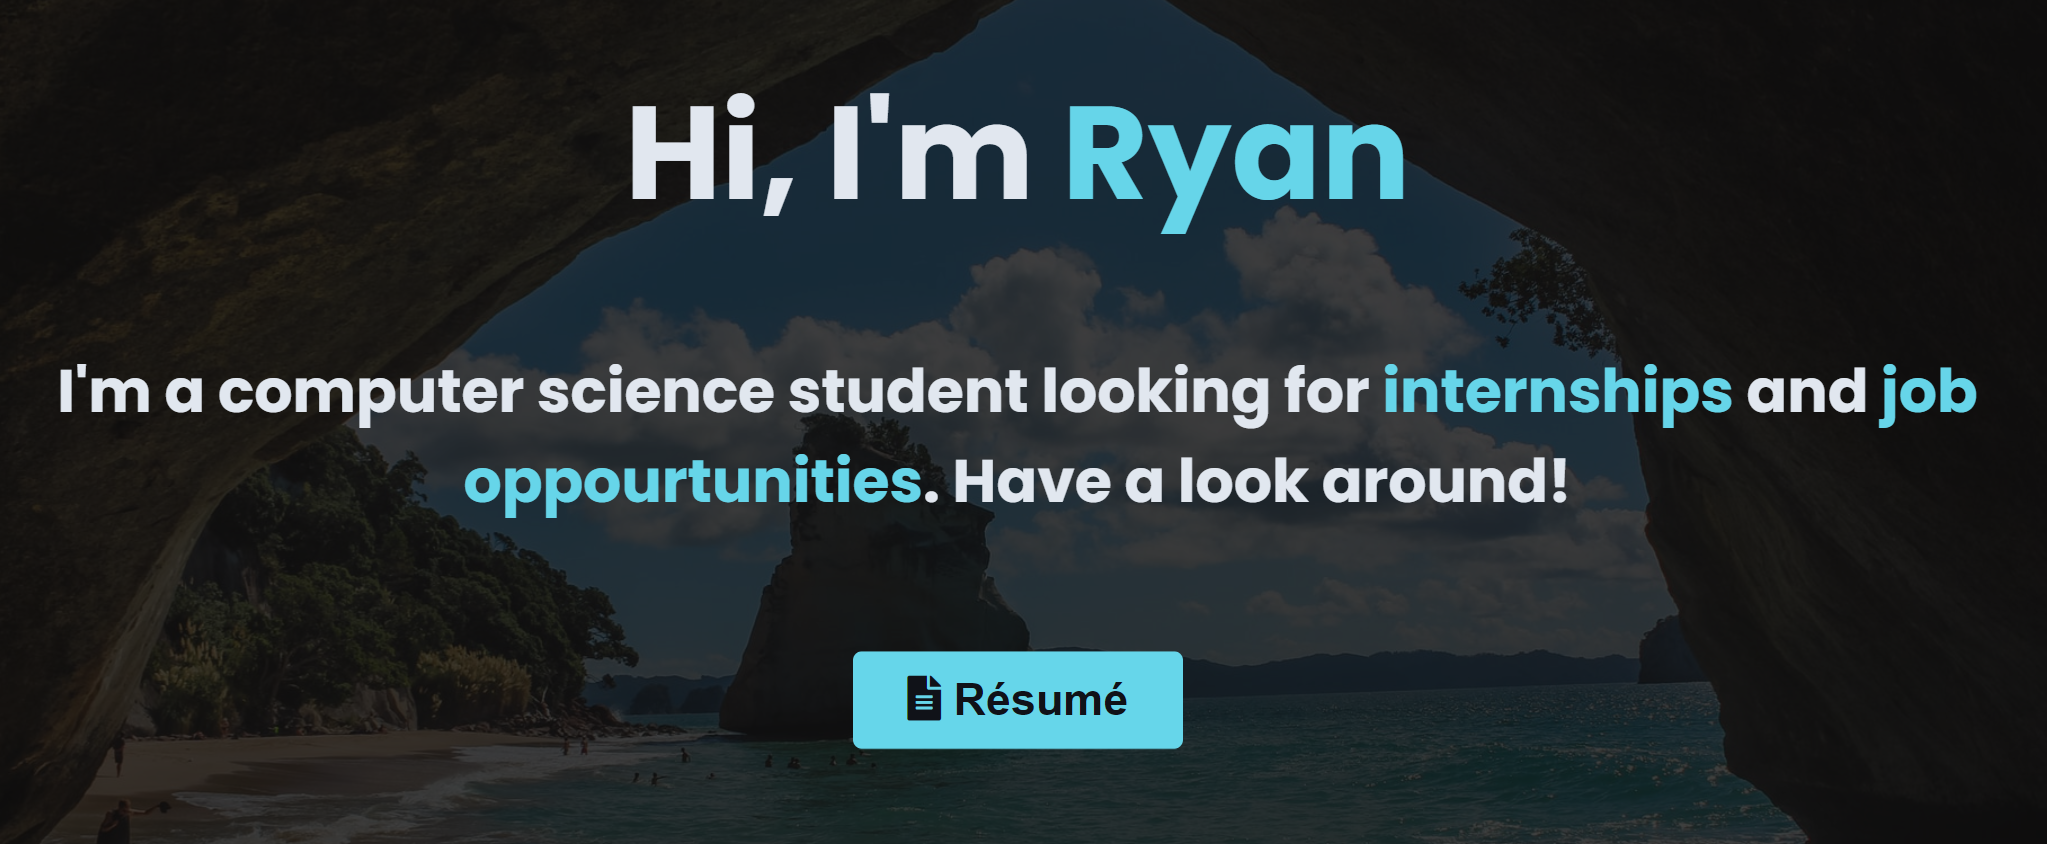 Hi, I'm Ryan
I'm a computer science student looking for internships and job
oppourtunities. Have a look around!
Résumé